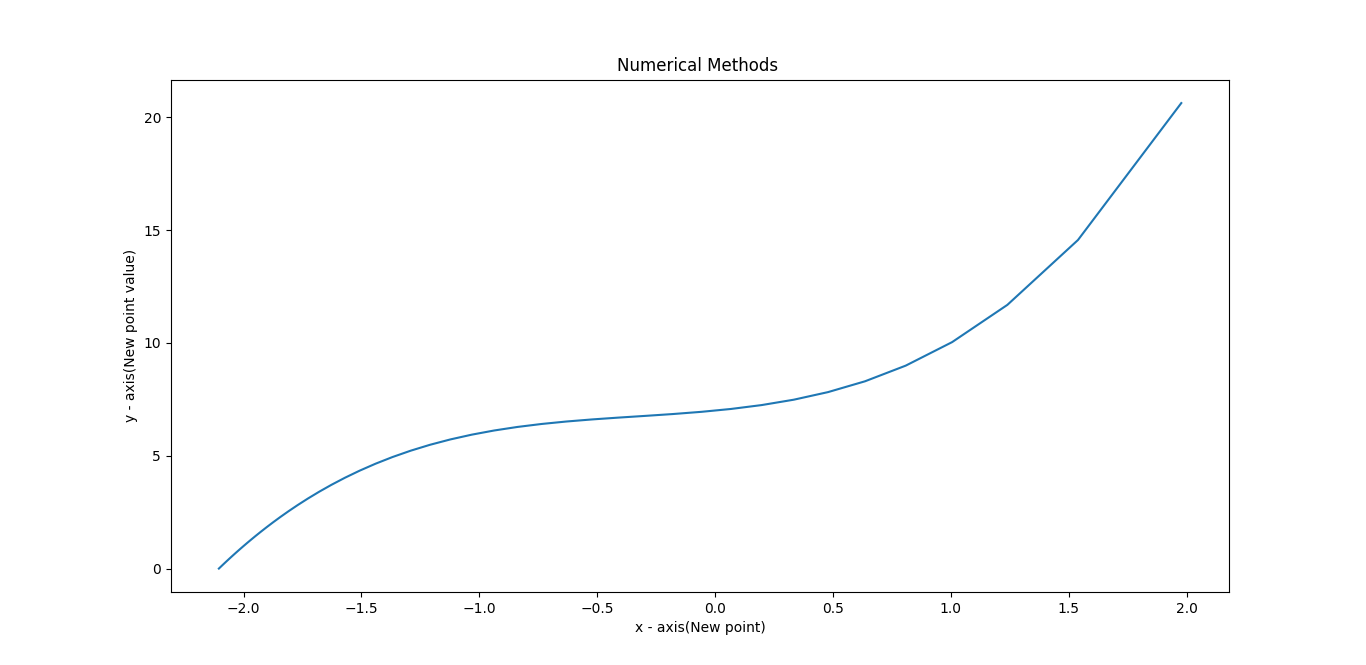 Numerical Methods
20
15
10
5
0
y - axis(New point value)
−2.0 −1.5 −1.0 −0.5 0.0 0.5 1.0 1.5 2.0
x - axis(New point)